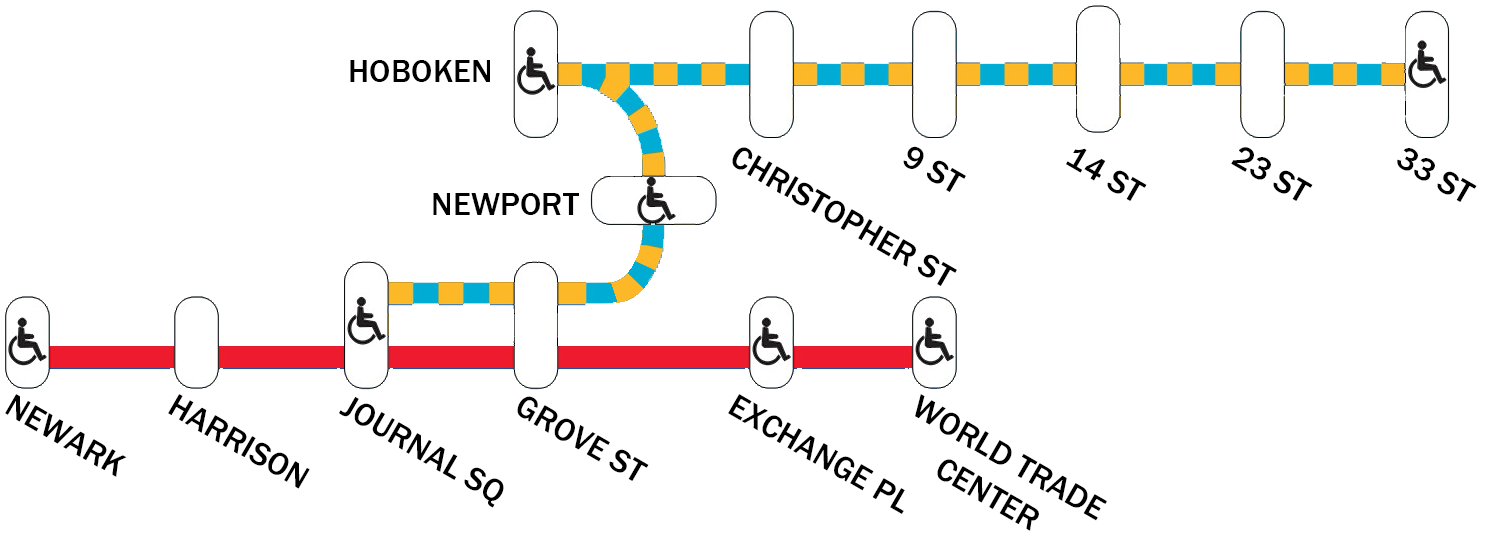 HOBOKEN
CHRISTOPHER ST
9 ST
14 ST
23 ST
33 ST
NEWPORT
NEWARK
HARRISON
JOURNAL SQ
GROVE ST
EXCHANGE PL
WORLD TRADE
CENTER